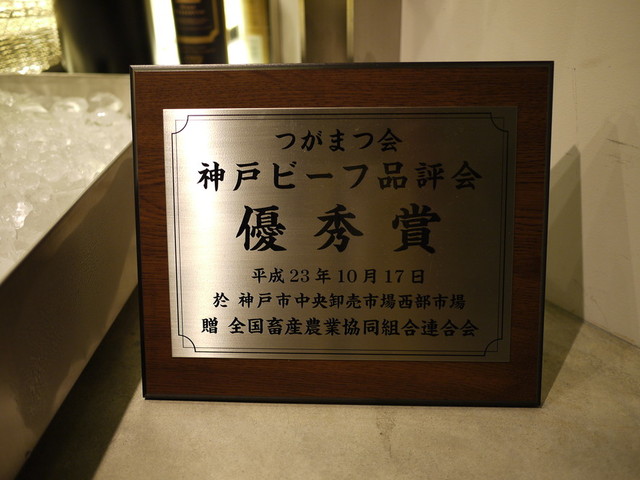 つがまつ会
神戸ビーフ品評会
優秀賞
平成23年10月17日
於 神戸市中央卸売市場西部市場
贈 全国畜産農業協同組合連合会